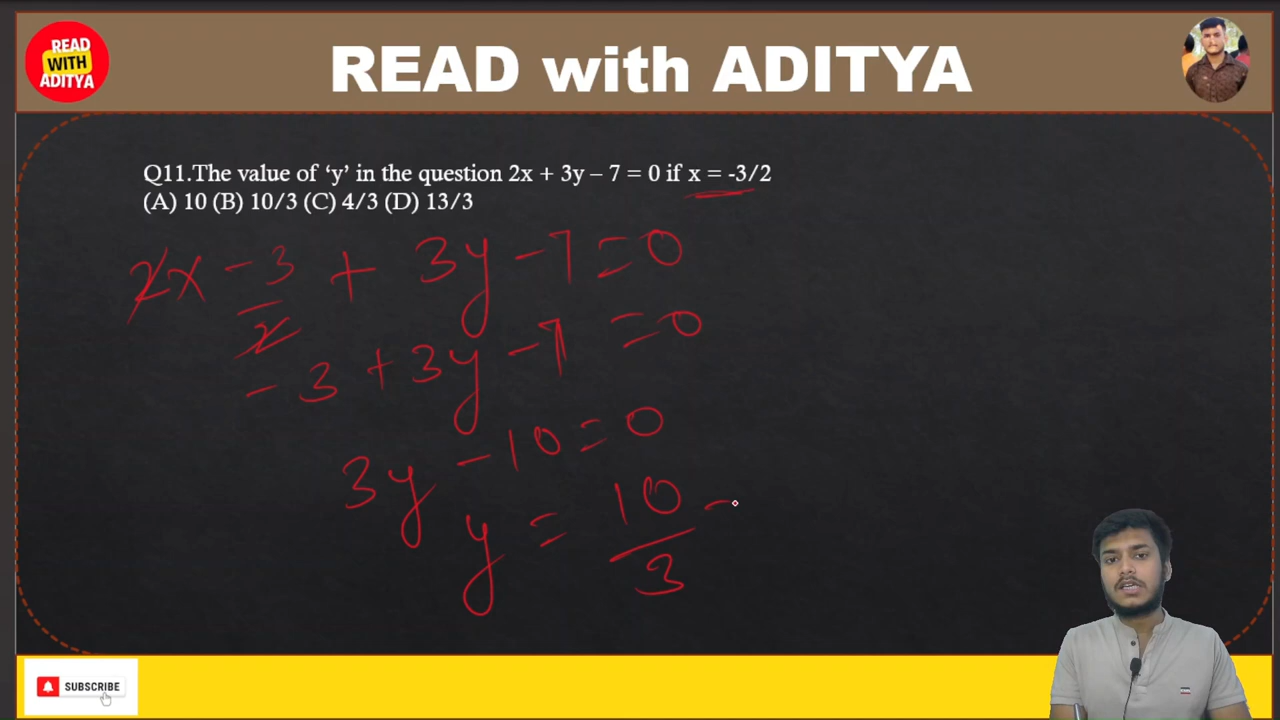 READ
WITH
ADITYA
READ with ADITYA
Q11.The value of ‘y’ in the question 2x + 3y – 7 = 0 if x = -3/2
(A) 10 (B) 10/3 (C) 4/3 (D) 13/3
2x -3/2 + 3y - 7 = 0
-3 + 3y - 7 = 0
3y - 10 = 0
y = 10/3 -
SUBSCRIBE